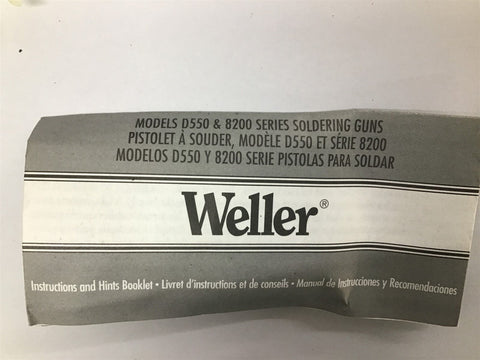 MODELS D550 & 8200 SERIES SOLDERING GUNS
PISTOLET À SOUDER, MODÈLE D550 ET SÉRIE 8200
MODELOS D550 Y 8200 SERIE PISTOLAS PARA SOLDAR
Weller®
Instructions and Hints Booklet • Livret d'instructions et de conseils • Manual de Instrucciones y Recomendaciones